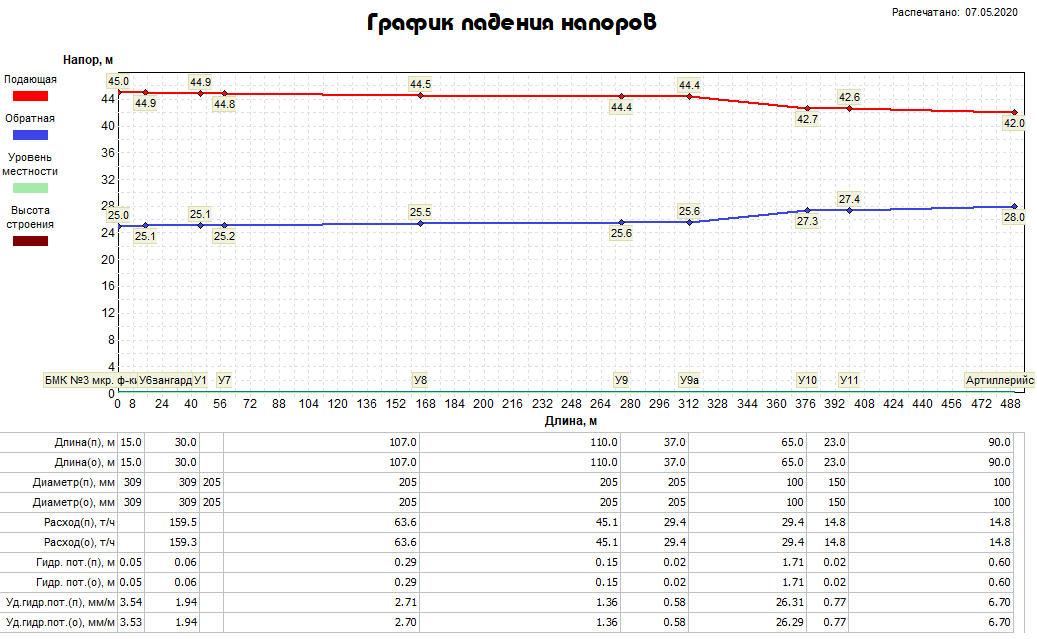 График падения напоров
Распечатано: 07.05.2020
Напор, м
Подающая
Обратная
Уровень
местности
Высота
строения
45.0 44.9 44.5 44.4
44.9 44.8 44.4 42.7 42.6 42.0
25.0 25.1 25.5 25.6 27.4
25.1 25.2 25.6 27.3 28.0
44
40
36
32
28
24
20
16
12
8
4
0
БМК №3 мкр. ф-ки У6вангард У1 У7 У8 У9 У9а У10 У11 Артиллерийс
0 8 24 40 56 72 88 104 120 136 152 168 184 200 216 232 248 264 280 296 312 328 344 360 376 392 408 424 440 456 472 488
Длина, м
Длина(п), м 15.0 30.0 107.0 110.0 37.0 65.0 23.0 90.0
Длина(о), м 15.0 30.0 107.0 110.0 37.0 65.0 23.0 90.0
Диаметр(п), мм 309 309 205 205 205 205 100 150 100
Диаметр(о), мм 309 309 205 205 205 205 100 150 100
Расход(п), т/ч 159.5 63.6 45.1 29.4 29.4 14.8 14.8
Расход(о), т/ч 159.3 63.6 45.1 29.4 29.4 14.8 14.8
Гидр. пот.(п), м 0.05 0.06 0.29 0.15 0.02 1.71 0.02 0.60
Гидр. пот.(о), м 0.05 0.06 0.29 0.15 0.02 1.71 0.02 0.60
Уд.гидр.пот.(п), мм/м 3.54 1.94 2.71 1.36 0.58 26.31 0.77 6.70
Уд.гидр.пот.(о), мм/м 3.53 1.94 2.70 1.36 0.58 26.29 0.77 6.70